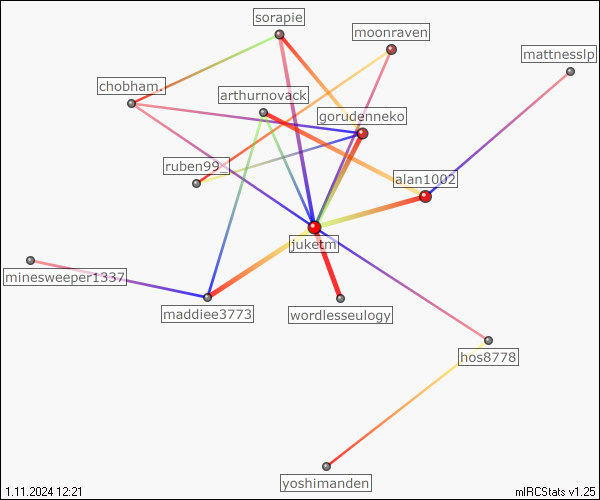 sorapie
moonraven
mattnesslp
chobham_
arthurnovack
gorudenneko
ruben99_
alan1002
juketm
minesweeper1337
maddiee3773
wordlesseulogy
hos8778
yoshimanden
1.11.2024 12:21
mIRCStats v1.25